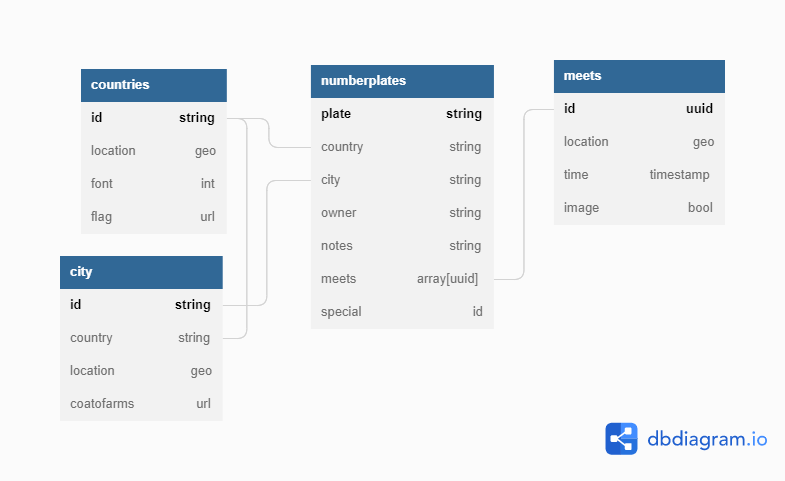 countries
id string
location geo
font int
flag url
city
id string
country string
location geo
coatofarms url
numberplates
plate string
country string
city string
owner string
notes string
meets array[uuid]
special id
meets
id uuid
location geo
time timestamp
image bool
dbdiagram.io